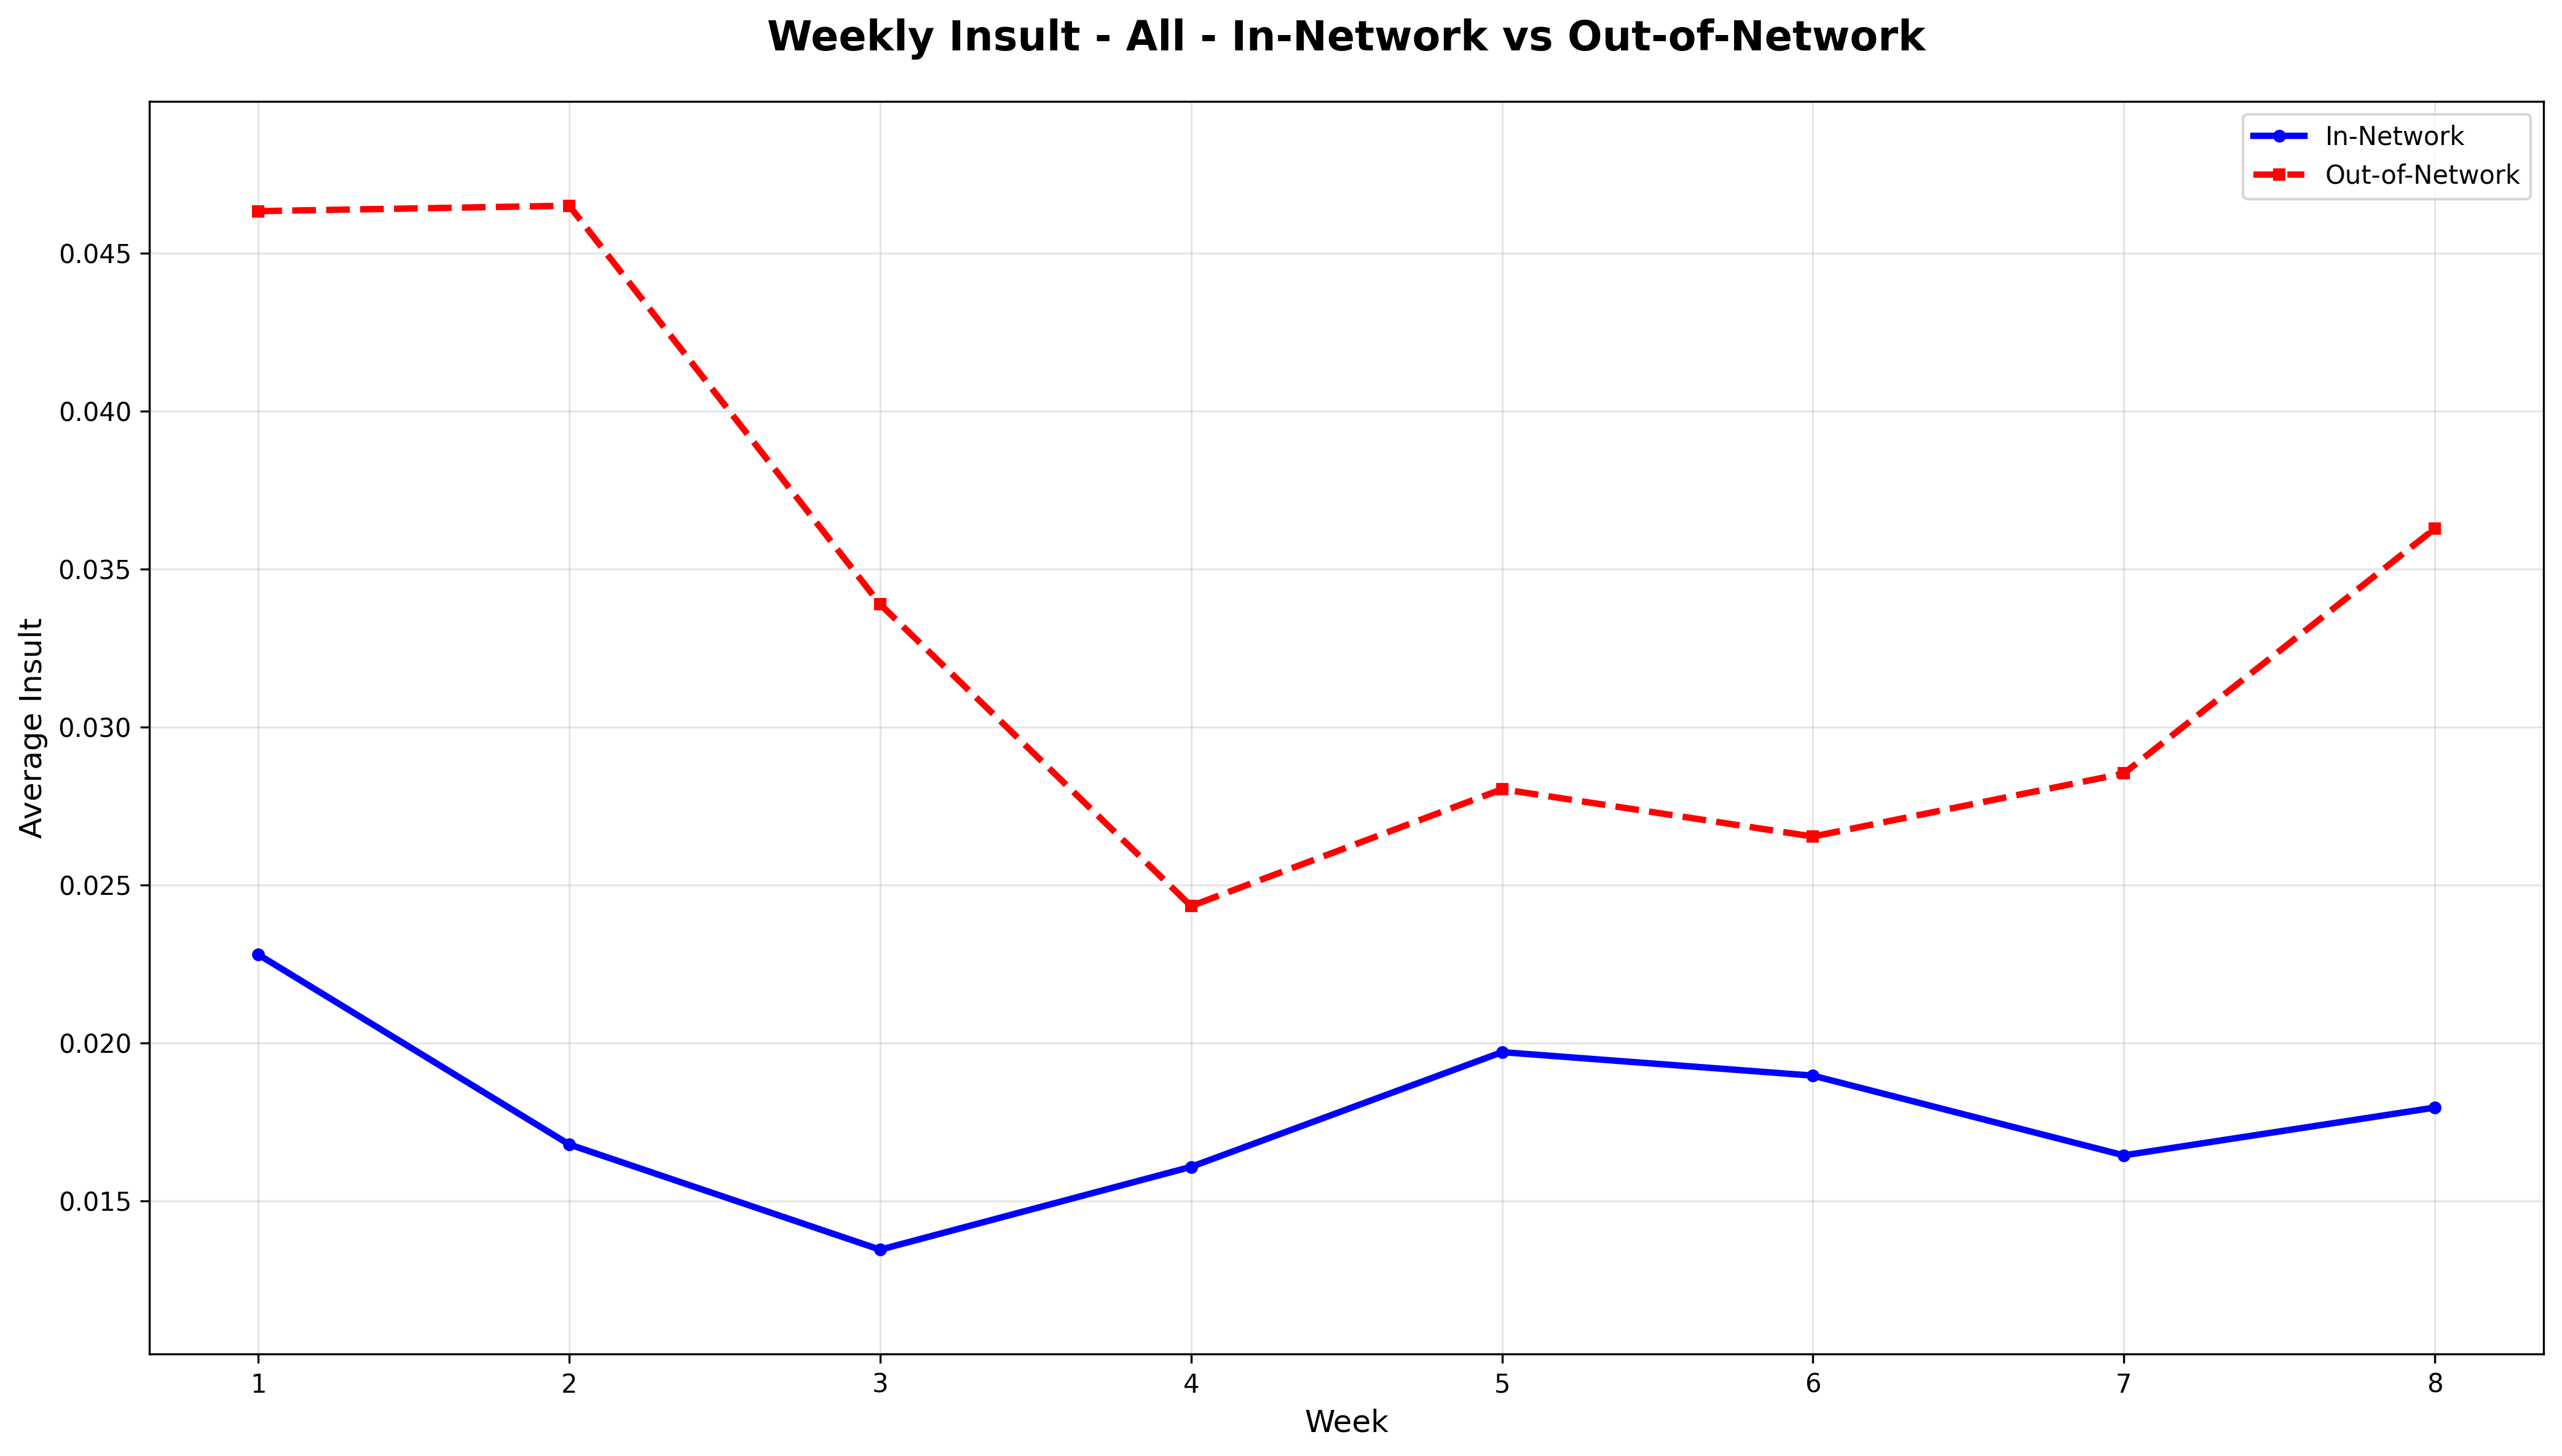 Weekly Insult - All - In-Network vs Out-of-Network
In-Network
Out-of-Network
Average Insult
0.045
0.040
0.035
0.030
0.025
0.020
0.015
1 2 3 4 5 6 7 8
Week